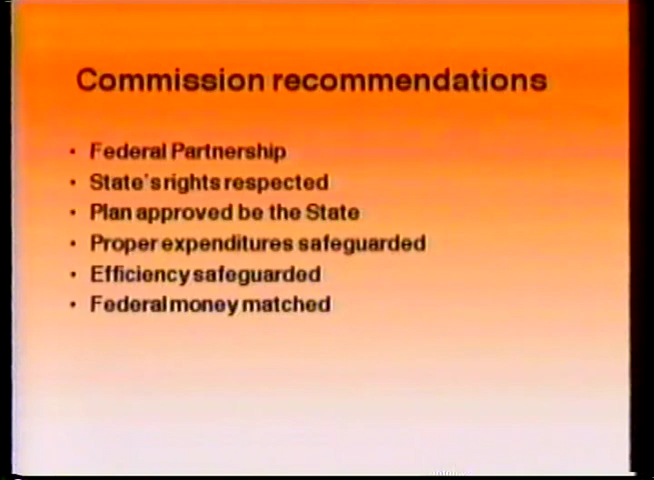 Commission recommendations
• Federal Partnership
• State's rights respected
• Plan approved be the State
• Proper expenditures safeguarded
• Efficiency safeguarded
• Federal money matched